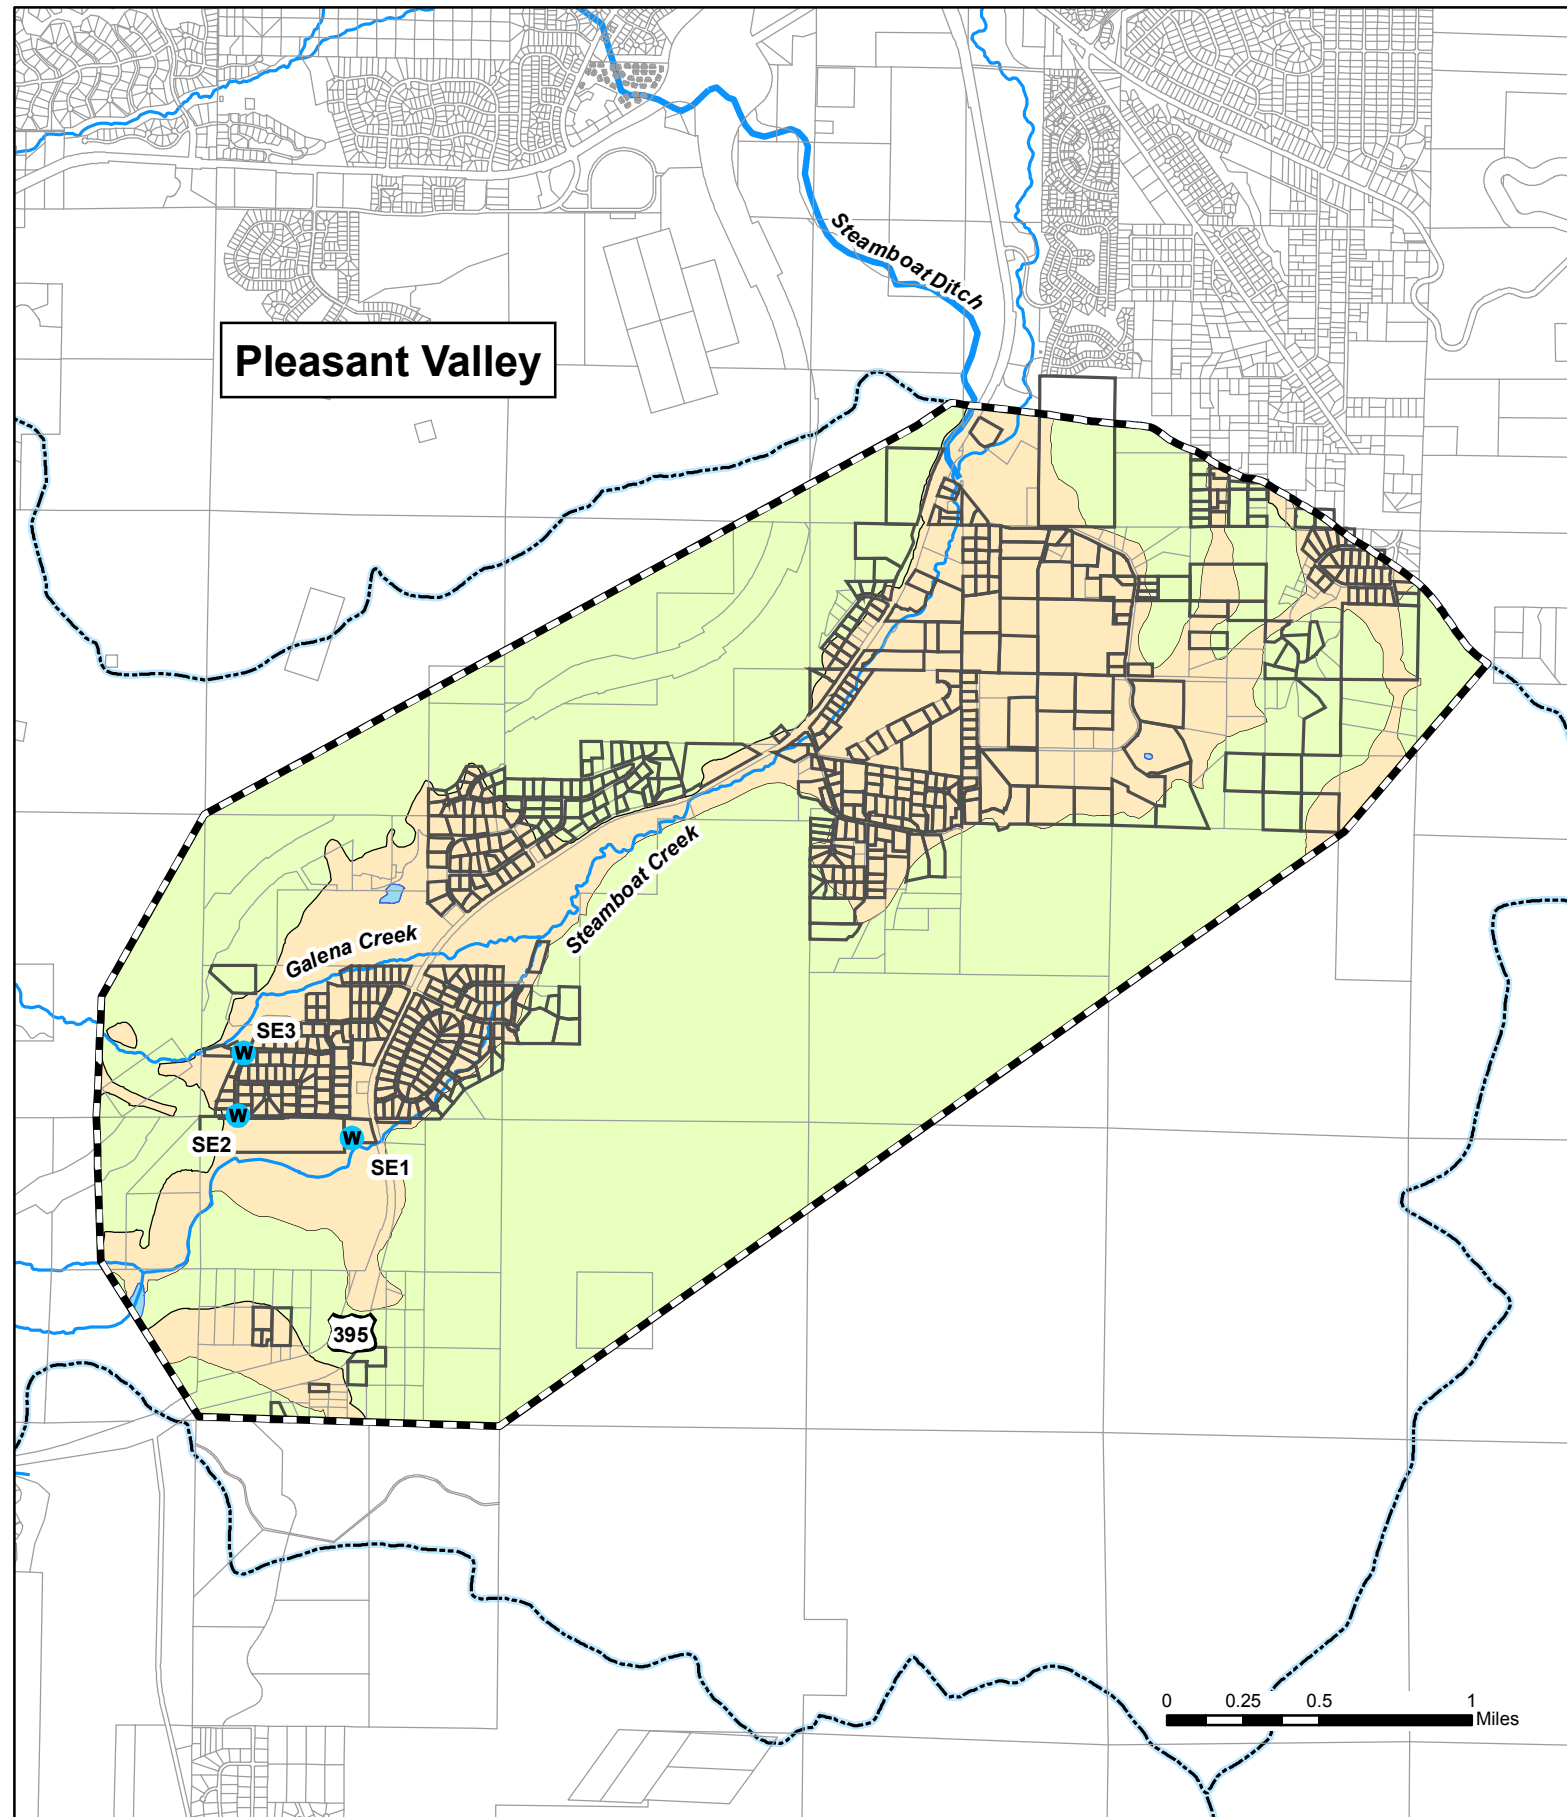 Steamboat Ditch
Pleasant Valley
Steamboat Creek
Galena Creek
SE3
W
W
SE2
W
SE1
395
0 0.25 0.5 1
Miles